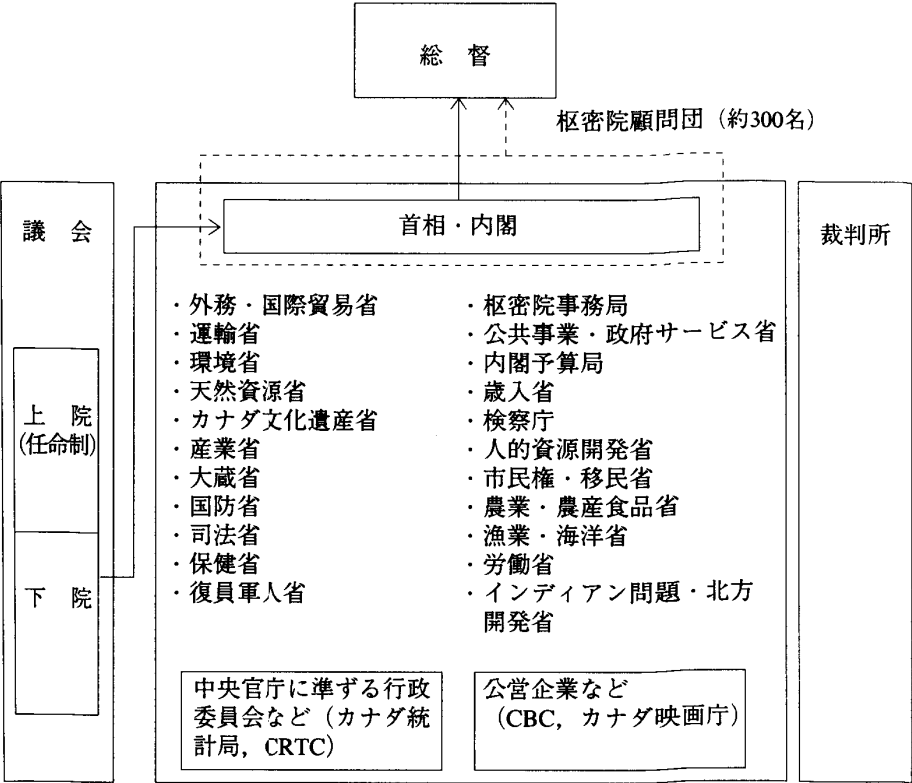 総　督
枢密院顧問団（約300名）
議　会
首相・内閣
裁判所
・外務・国際貿易省
・運輸省
・環境省
・天然資源省
・カナダ文化遺産省
・産業省
・大蔵省
・国防省
・司法省
・保健省
・復員軍人省
・枢密院事務局
・公共事業・政府サービス省
・内閣予算局
・歳入省
・検察庁
・人的資源開発省
・市民権・移民省
・農業・農産食品省
・漁業・海洋省
・労働省
・インディアン問題・北方
開発省
上　院
(任命制)
下　院
中央官庁に準ずる行政
委員会など（カナダ統
計局，CRTC）
公営企業など
（CBC，カナダ映画庁）